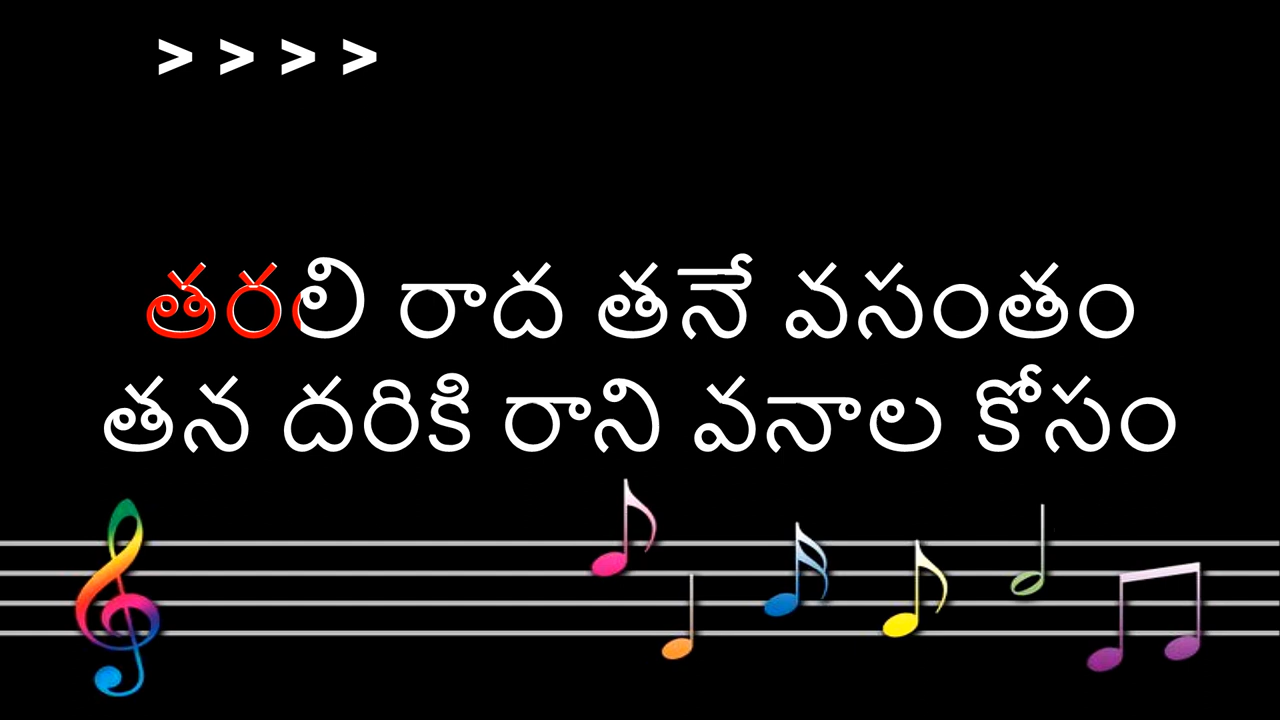 > > > >
తరలి రాద తనే వసంతం
తన దరికి రాని వనాల కోసం